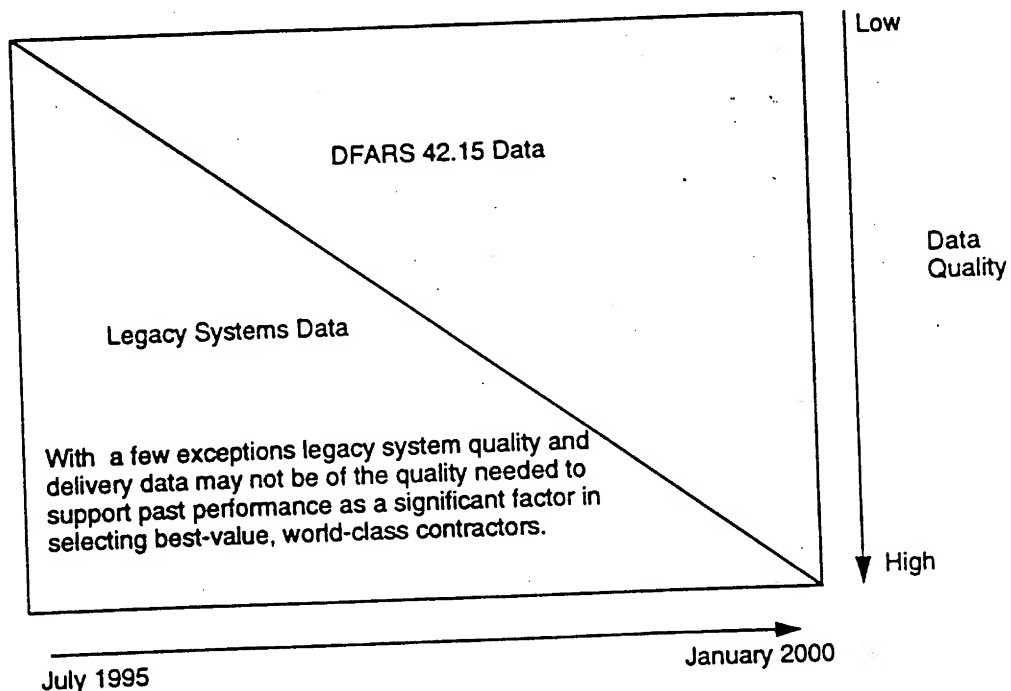 Low
DFARS 42.15 Data
Data
Quality
Legacy Systems Data
With a few exceptions legacy system quality and
delivery data may not be of the quality needed to
support past performance as a significant factor in
selecting best-value, world-class contractors.
High
July 1995
January 2000